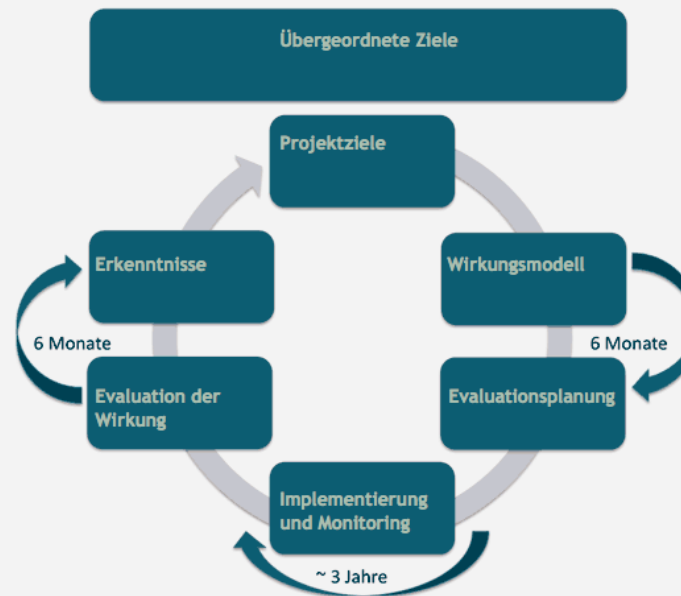 Übergeordnete Ziele
Projektziele
Erkenntnisse
Wirkungsmodell
6 Monate
6 Monate
Evaluation der
Wirkung
Evaluationsplanung
Implementierung
und Monitoring
~ 3 Jahre